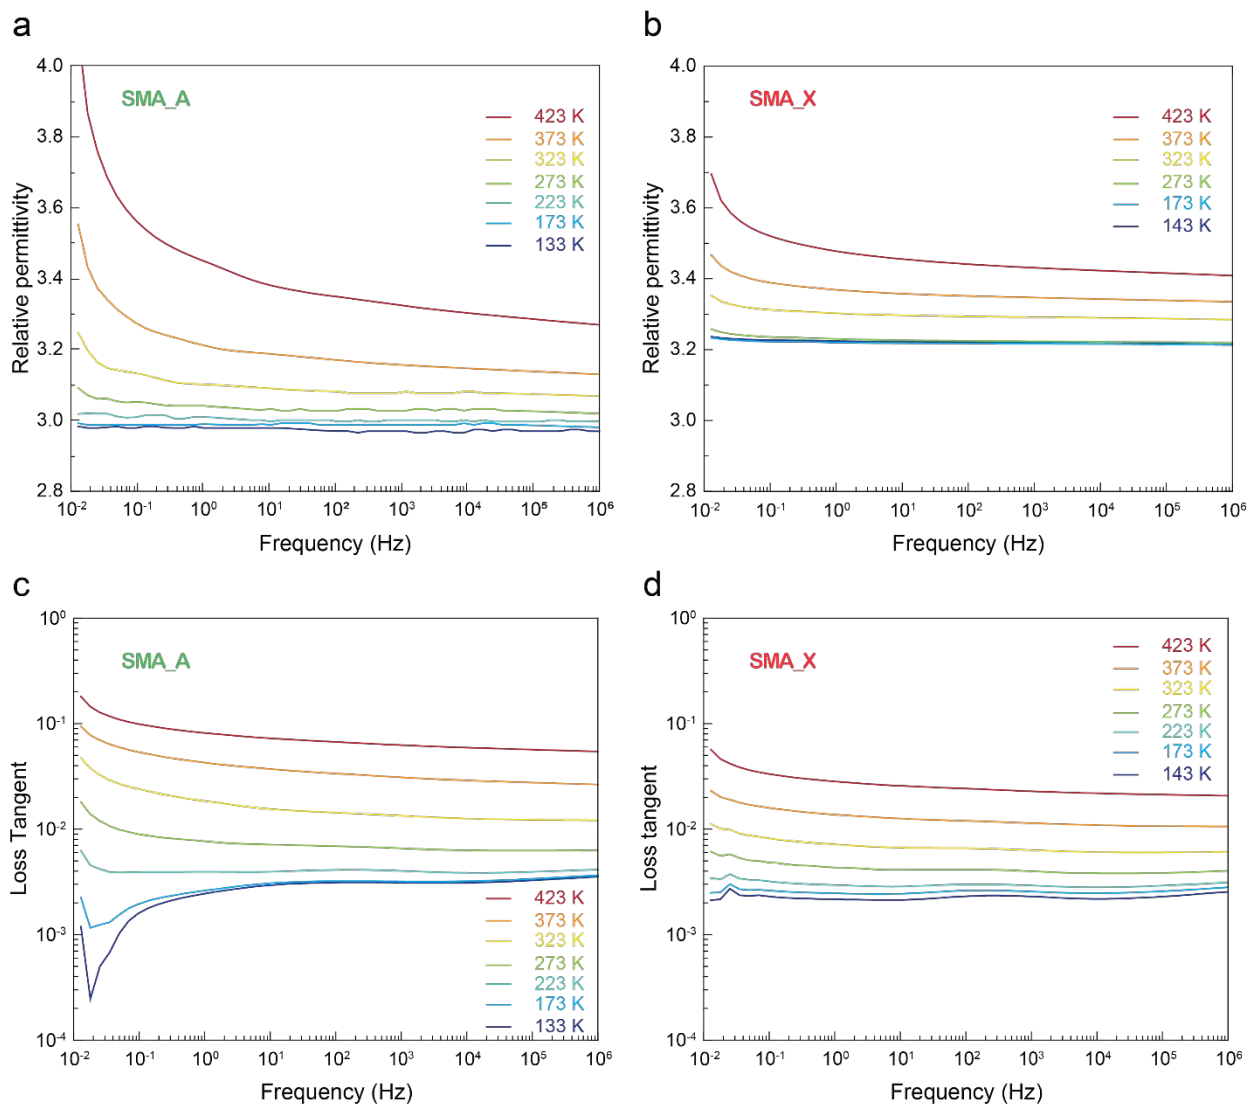 a
SMA_A
423 K
373 K
323 K
273 K
223 K
173 K
133 K
4.0
3.8
3.6
3.4
3.2
3.0
2.8
Relative permittivity
10⁻² 10⁻¹ 10⁰ 10¹ 10² 10³ 10⁴ 10⁵ 10⁶
Frequency (Hz)
b
SMA_X
423 K
373 K
323 K
273 K
173 K
143 K
4.0
3.8
3.6
3.4
3.2
3.0
2.8
Relative permittivity
10⁻² 10⁻¹ 10⁰ 10¹ 10² 10³ 10⁴ 10⁵ 10⁶
Frequency (Hz)
c
SMA_A
10⁰
10⁻¹
10⁻²
10⁻³
10⁻⁴
Loss Tangent
423 K
373 K
323 K
273 K
223 K
173 K
133 K
10⁻² 10⁻¹ 10⁰ 10¹ 10² 10³ 10⁴ 10⁵ 10⁶
Frequency (Hz)
d
SMA_X
423 K
373 K
323 K
273 K
223 K
173 K
143 K
10⁰
10⁻¹
10⁻²
10⁻³
10⁻⁴
Loss tangent
10⁻² 10⁻¹ 10⁰ 10¹ 10² 10³ 10⁴ 10⁵ 10⁶
Frequency (Hz)